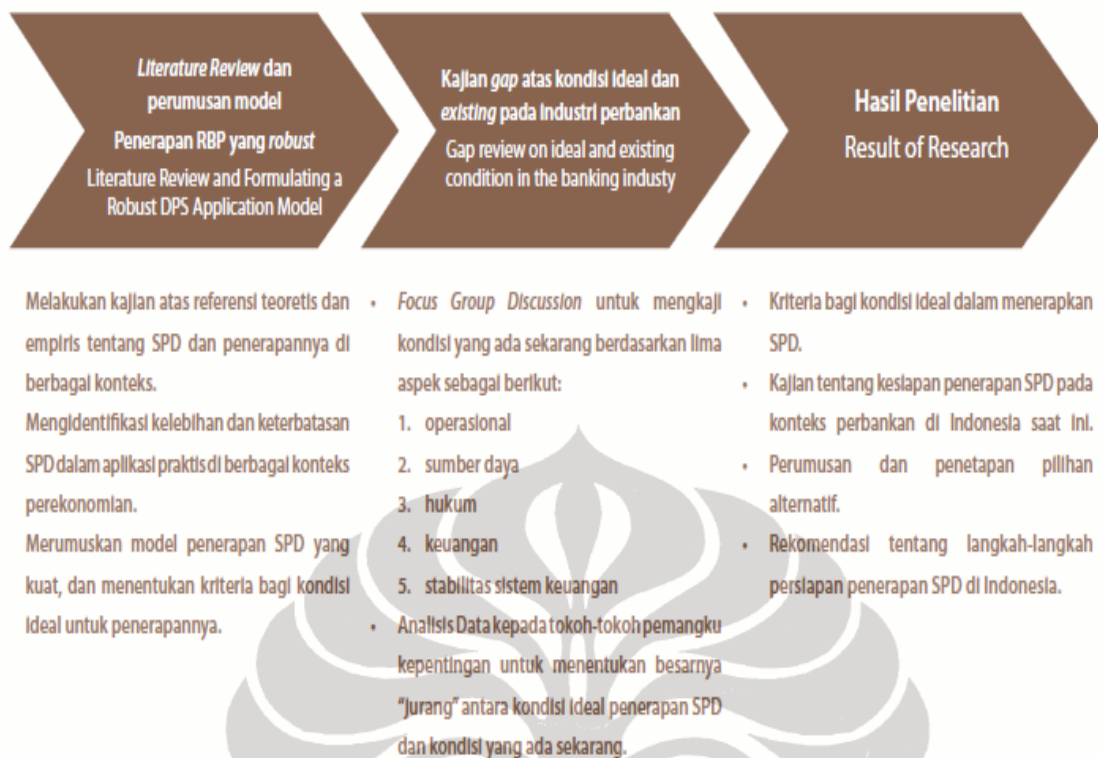 Literature Review dan
perumusan model
Penerapan RBP yang robust
Literature Review and Formulating a
Robust DPS Application Model
Kajian gap atas kondisi ideal dan
existing pada industri perbankan
Gap review on ideal and existing
condition in the banking industy
Hasil Penelitian
Result of Research
Melakukan kajian atas referensi teoretis dan
empiris tentang SPD dan penerapannya di
berbagai konteks.
Mengidentifikasi kelebihan dan keterbatasan
SPD dalam aplikasi praktis di berbagai konteks
perekonomian.
Merumuskan model penerapan SPD yang
kuat, dan menentukan kriteria bagi kondisi
ideal untuk penerapannya.
• Focus Group Discussion untuk mengkaji
kondisi yang ada sekarang berdasarkan lima
aspek sebagai berikut:
1. operasional
2. sumber daya
3. hukum
4. keuangan
5. stabilitas sistem keuangan
• Analisis Data kepada tokoh-tokoh pemangku
kepentingan untuk menentukan besarnya
"jurang" antara kondisi ideal penerapan SPD
dan kondisi yang ada sekarang.
• Kriteria bagi kondisi ideal dalam menerapkan
SPD.
• Kajian tentang kesiapan penerapan SPD pada
konteks perbankan di Indonesia saat ini.
• Perumusan dan penetapan pilihan
alternatif.
• Rekomendasi tentang langkah-langkah
persiapan penerapan SPD di Indonesia.